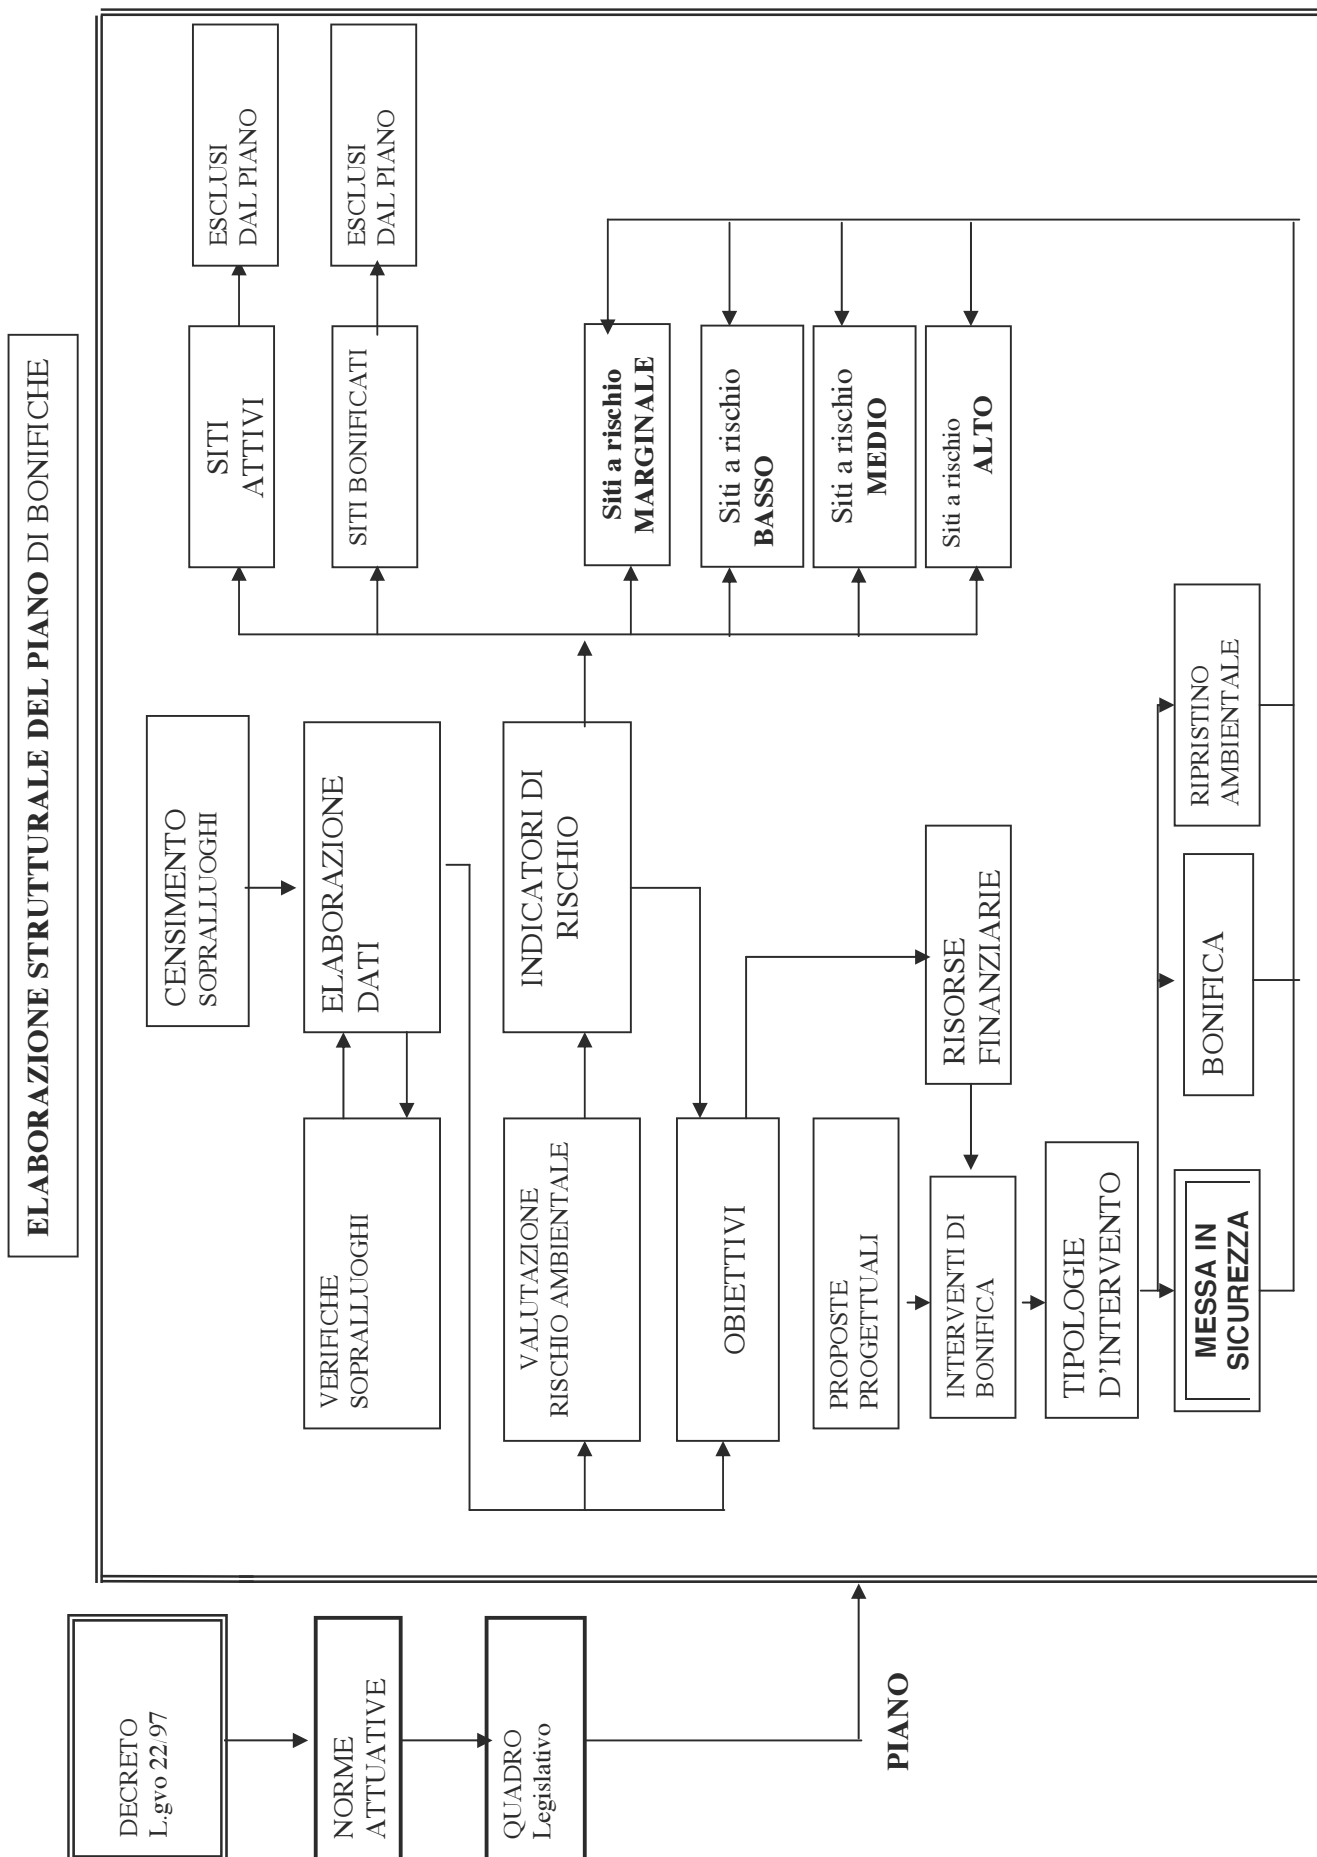 ELABORAZIONE STRUTTURALE DEL PIANO DI BONIFICHE
DECRETO
L.gvo 22/97
NORME
ATTUATIVE
QUADRO
Legislativo
PIANO
CENSIMENTO
SOPRALLUOGHI
VERIFICHE
SOPRALLUOGHI
ELABORAZIONE
DATI
VALUTAZIONE
RISCHIO AMBIENTALE
INDICATORI DI
RISCHIO
OBIETTIVI
PROPOSTE
PROGETTUALI
RISORSE
FINANZIARIE
INTERVENTI DI
BONIFICA
TIPOLOGIE
D'INTERVENTO
MESSA IN
SICUREZZA
BONIFICA
RIPRISTINO
AMBIENTALE
SITI
ATTIVI
ESCLUSI
DAL PIANO
SITI BONIFICATI
ESCLUSI
DAL PIANO
Siti a rischio
MARGINALE
Siti a rischio
BASSO
Siti a rischio
MEDIO
Siti a rischio
ALTO